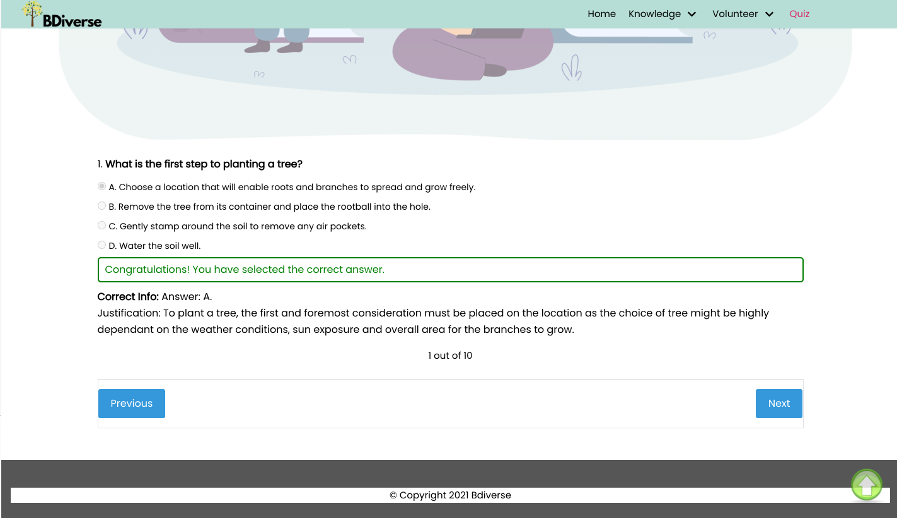 BDiverse
Home Knowledge Volunteer Quiz
1. What is the first step to planting a tree?
A. Choose a location that will enable roots and branches to spread and grow freely.
B. Remove the tree from its container and place the rootball into the hole.
C. Gently stamp around the soil to remove any air pockets.
D. Water the soil well.
Congratulations! You have selected the correct answer.
Correct Info: Answer: A.
Justification: To plant a tree, the first and foremost consideration must be placed on the location as the choice of tree might be highly
dependant on the weather conditions, sun exposure and overall area for the branches to grow.
1 out of 10
Previous
Next
© Copyright 2021 Bdiverse